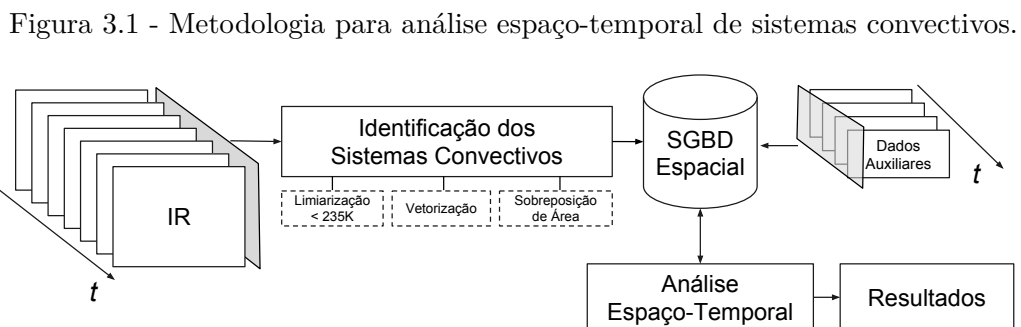 Figura 3.1 - Metodologia para análise espaço-temporal de sistemas convectivos.
IR
t
Identificação dos
Sistemas Convectivos
Limiarização
< 235K
Vetorização
Sobreposição
de Área
SGBD
Espacial
Dados
Auxiliares
t
Análise
Espaço-Temporal
Resultados